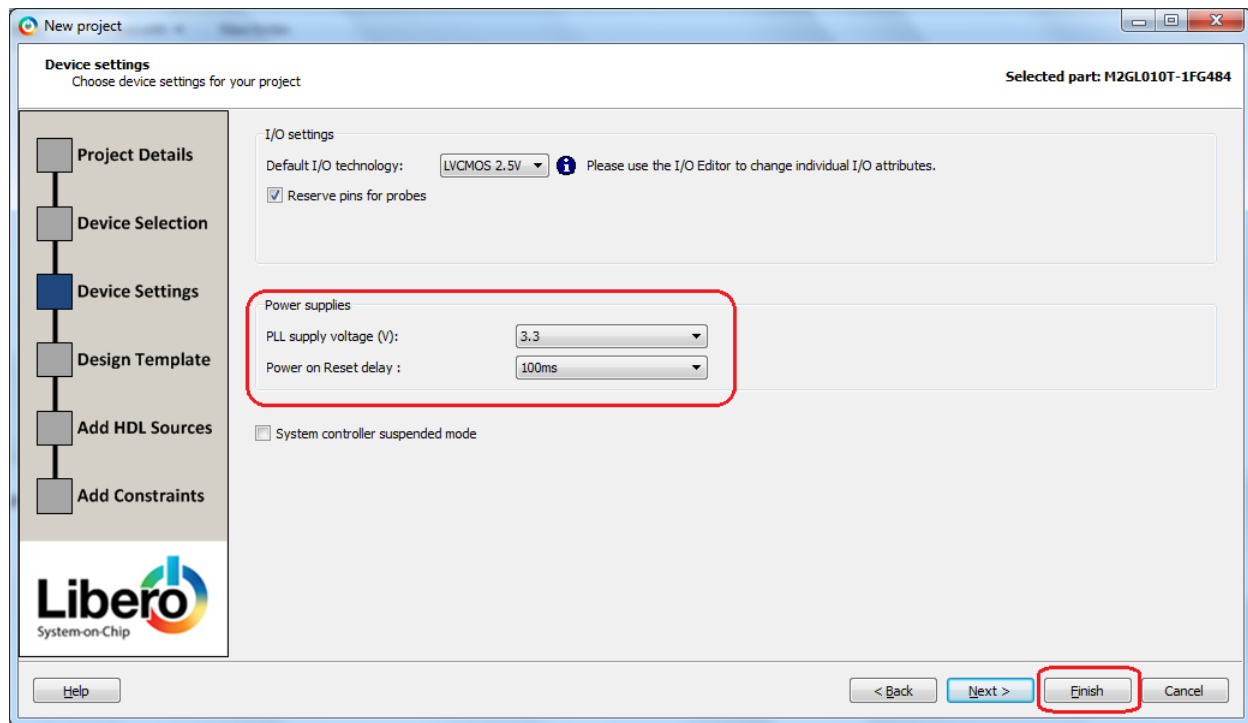 New project
Device settings
Choose device settings for your project
Selected part: M2GL010T-1FG484
Project Details
Device Selection
Device Settings
Design Template
Add HDL Sources
Add Constraints
Libero
System-on-Chip
I/O settings
Default I/O technology: LVCMOS 2.5V i Please use the I/O Editor to change individual I/O attributes.
Reserve pins for probes
Power supplies
PLL supply voltage (V): 3.3
Power on Reset delay : 100ms
System controller suspended mode
Help < Back Next > Finish Cancel